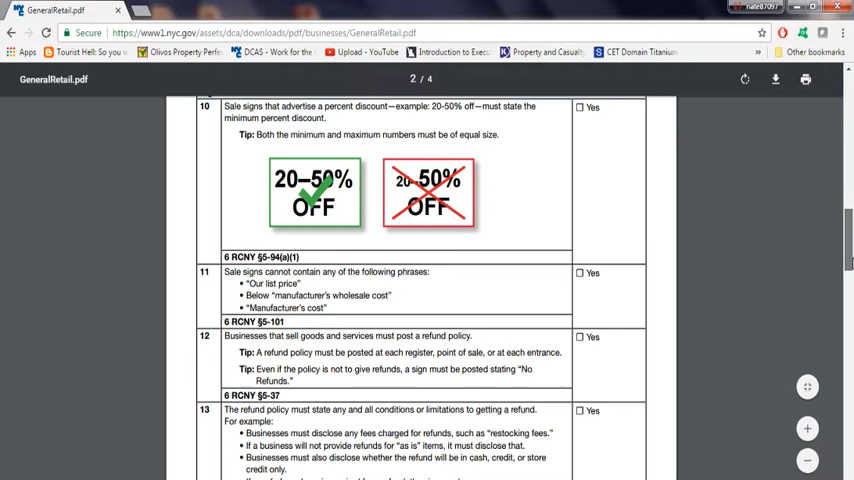 GeneralRetail.pdf
nate87097
Secure
https://www1.nyc.gov/assets/dca/downloads/pdf/businesses/GeneralRetail.pdf
Apps
Tourist Hell: So you w
Olivos Property Perfe
DCAS - Work for the
Upload - YouTube
Introduction to Execu
Property and Casualty
CET Domain Titanium
»
Other bookmarks
GeneralRetail.pdf
2 / 4
10
Sale signs that advertise a percent discount—example: 20-50% off—must state the
minimum percent discount.
Yes
Tip: Both the minimum and maximum numbers must be of equal size.
20–50%
OFF
20–50%
OFF
6 RCNY §5-94(a)(1)
11
Sale signs cannot contain any of the following phrases:
Yes
• "Our list price"
• Below "manufacturer's wholesale cost"
• "Manufacturer's cost"
6 RCNY §5-101
12
Businesses that sell goods and services must post a refund policy.
Yes
Tip: A refund policy must be posted at each register, point of sale, or at each entrance.
Tip: Even if the policy is not to give refunds, a sign must be posted stating "No
Refunds."
6 RCNY §5-37
13
The refund policy must state any and all conditions or limitations to getting a refund.
Yes
For example:
• Businesses must disclose any fees charged for refunds, such as "restocking fees."
• If a business will not provide refunds for "as is" items, it must disclose that.
• Businesses must also disclose whether the refund will be in cash, credit, or store
credit only.